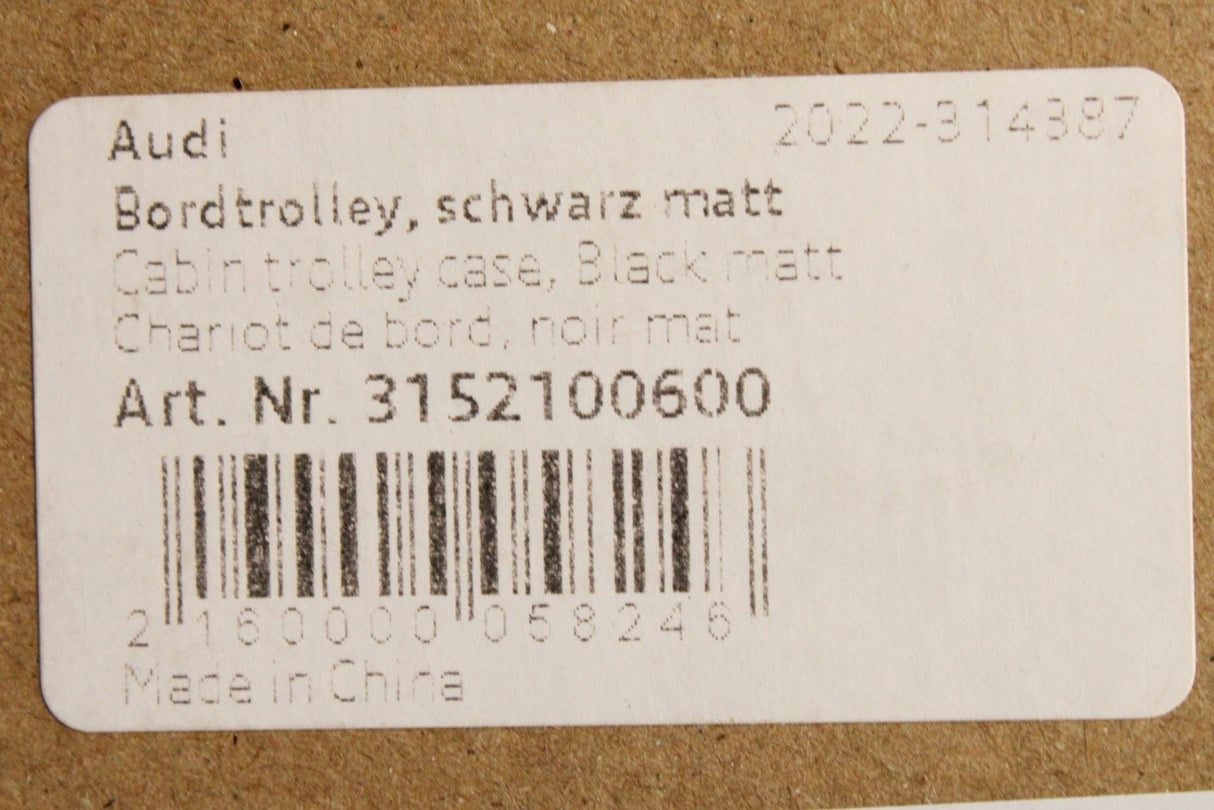 Audi 2022-314387
Bordtrolley, schwarz matt
Cabin trolley case, Black matt
Chariot de bord, noir mat
Art. Nr. 3152100600
2 160000 058246
Made in China